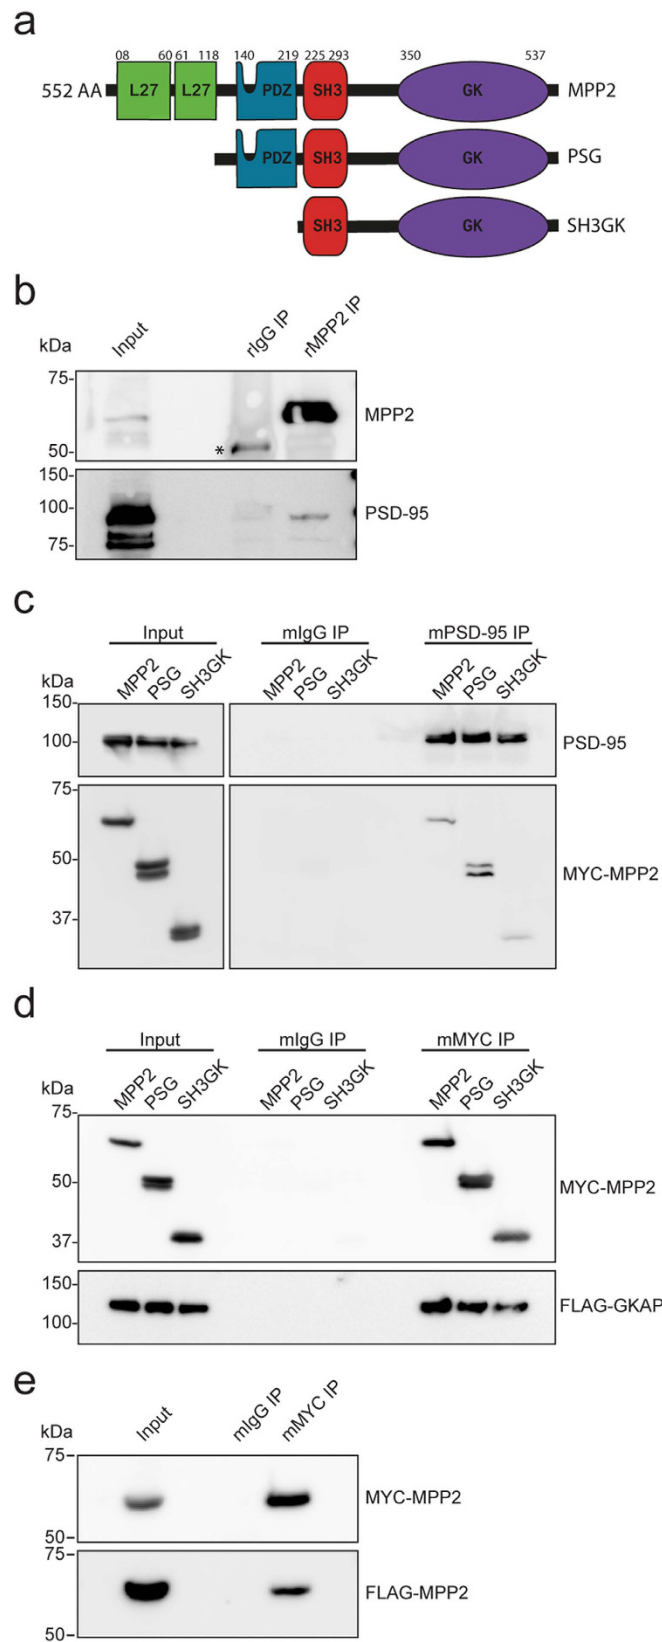 a
08 60 61 118 140 219 225 293 350 537
552 AA L27 L27 PDZ SH3 GK MPP2
PDZ SH3 GK PSG
SH3 GK SH3GK
b
kDa Input rIgG IP rMPP2 IP
75-
MPP2
50- *
150-
100- PSD-95
75-
c
Input mIgG IP mPSD-95 IP
kDa MPP2 PSG SH3GK MPP2 PSG SH3GK MPP2 PSG SH3GK
150-
100- PSD-95
75-
50- MYC-MPP2
37-
d
Input mIgG IP mMYC IP
kDa MPP2 PSG SH3GK MPP2 PSG SH3GK MPP2 PSG SH3GK
75-
50- MYC-MPP2
37-
150-
FLAG-GKAP
100-
e
kDa Input mIgG IP mMYC IP
75-
MYC-MPP2
50-
75-
FLAG-MPP2
50-